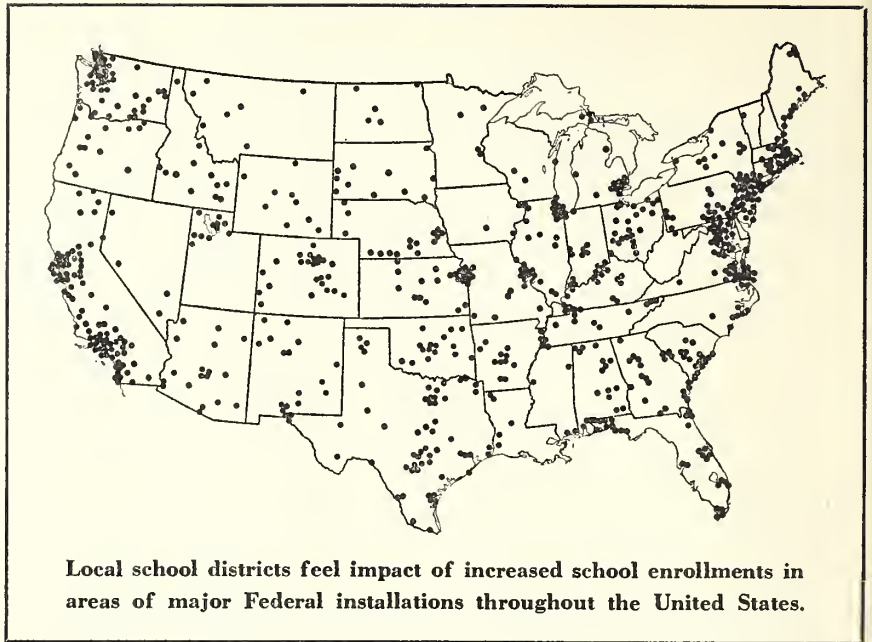 Local school districts feel impact of increased school enrollments in
areas of major Federal installations throughout the United States.